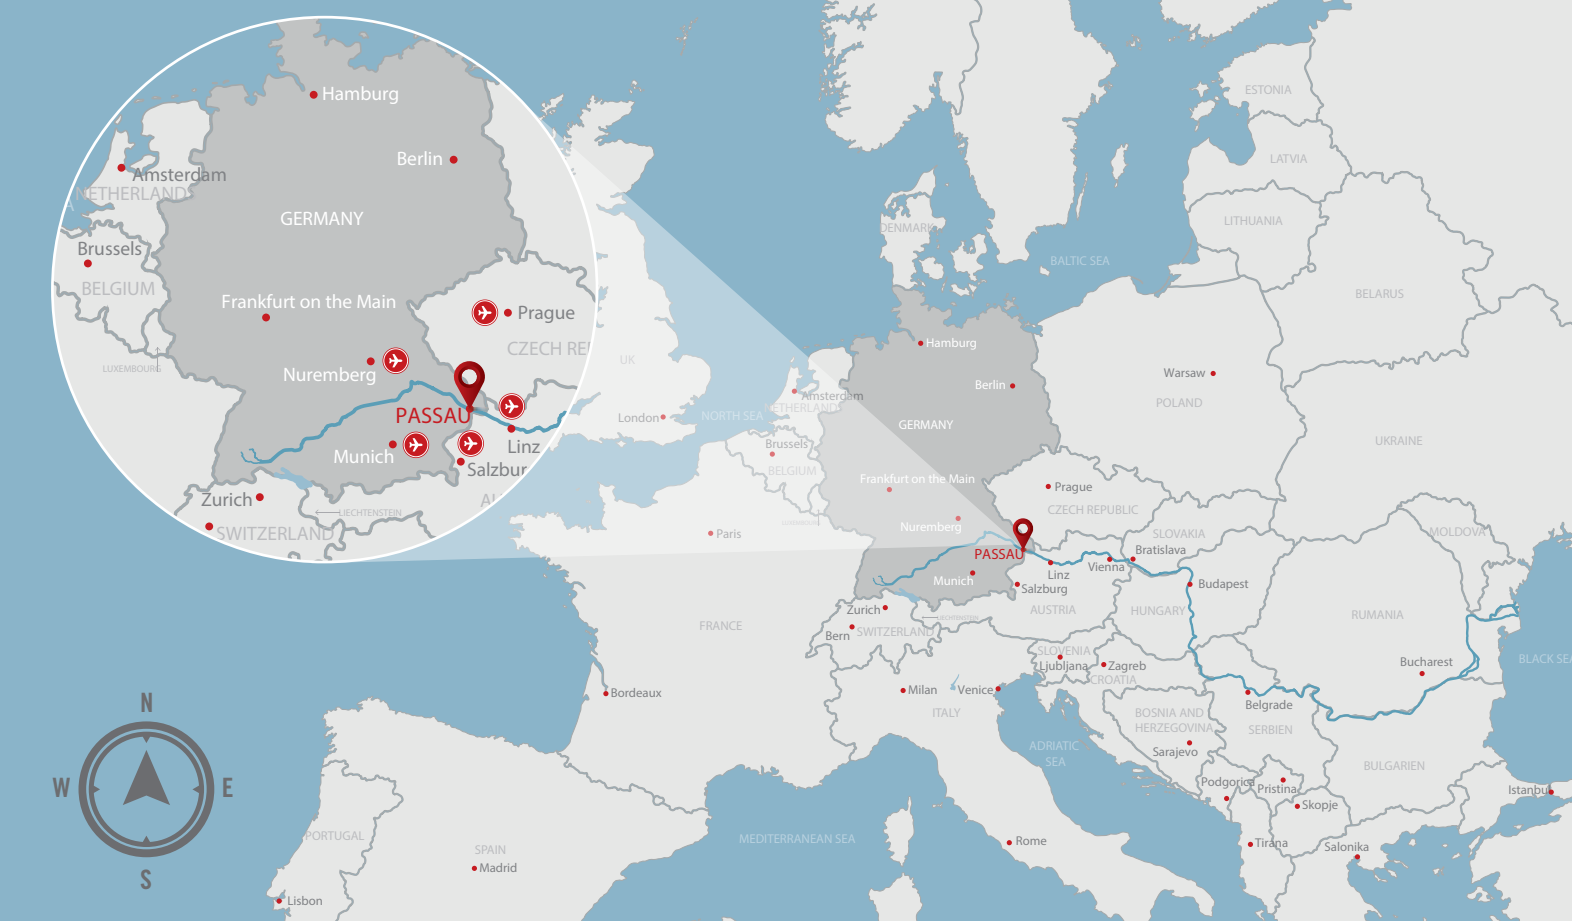 Hamburg
Berlin
Amsterdam
NETHERLANDS
GERMANY
Brussels
BELGIUM
Frankfurt on the Main
Prague
CZECH RE
LUXEMBOURG
Nuremberg
PASSAU
Munich
Linz
Salzbur
Zurich
LIECHTENSTEIN
AU
SWITZERLAND
ESTONIA
LATVIA
LITHUANIA
DENMARK
BALTIC SEA
BELARUS
Hamburg
UK
Warsaw
Berlin
Amsterdam
NETHERLANDS
POLAND
London
NORTH SEA
GERMANY
Brussels
UKRAINE
BELGIUM
Frankfurt on the Main
Prague
CZECH REPUBLIC
LUXEMBOURG
Nuremberg
Paris
SLOVAKIA
MOLDOVA
PASSAU
Bratislava
Vienna
Linz
Munich
Salzburg
Budapest
Zurich
AUSTRIA
HUNGARY
RUMANIA
LIECHTENSTEIN
FRANCE
Bern
SWITZERLAND
SLOVENIA
Ljubljana
Zagreb
CROATIA
Bucharest
BLACK SEA
Bordeaux
Milan
Venice
Belgrade
ITALY
BOSNIA AND
HERZEGOVINA
SERBIEN
ADRIATIC
SEA
Sarajevo
BULGARIEN
Podgorica
Pristina
Istanbul
Skopje
N
W
E
S
PORTUGAL
SPAIN
MEDITERRANEAN SEA
Rome
Tirana
Salonika
Madrid
Lisbon